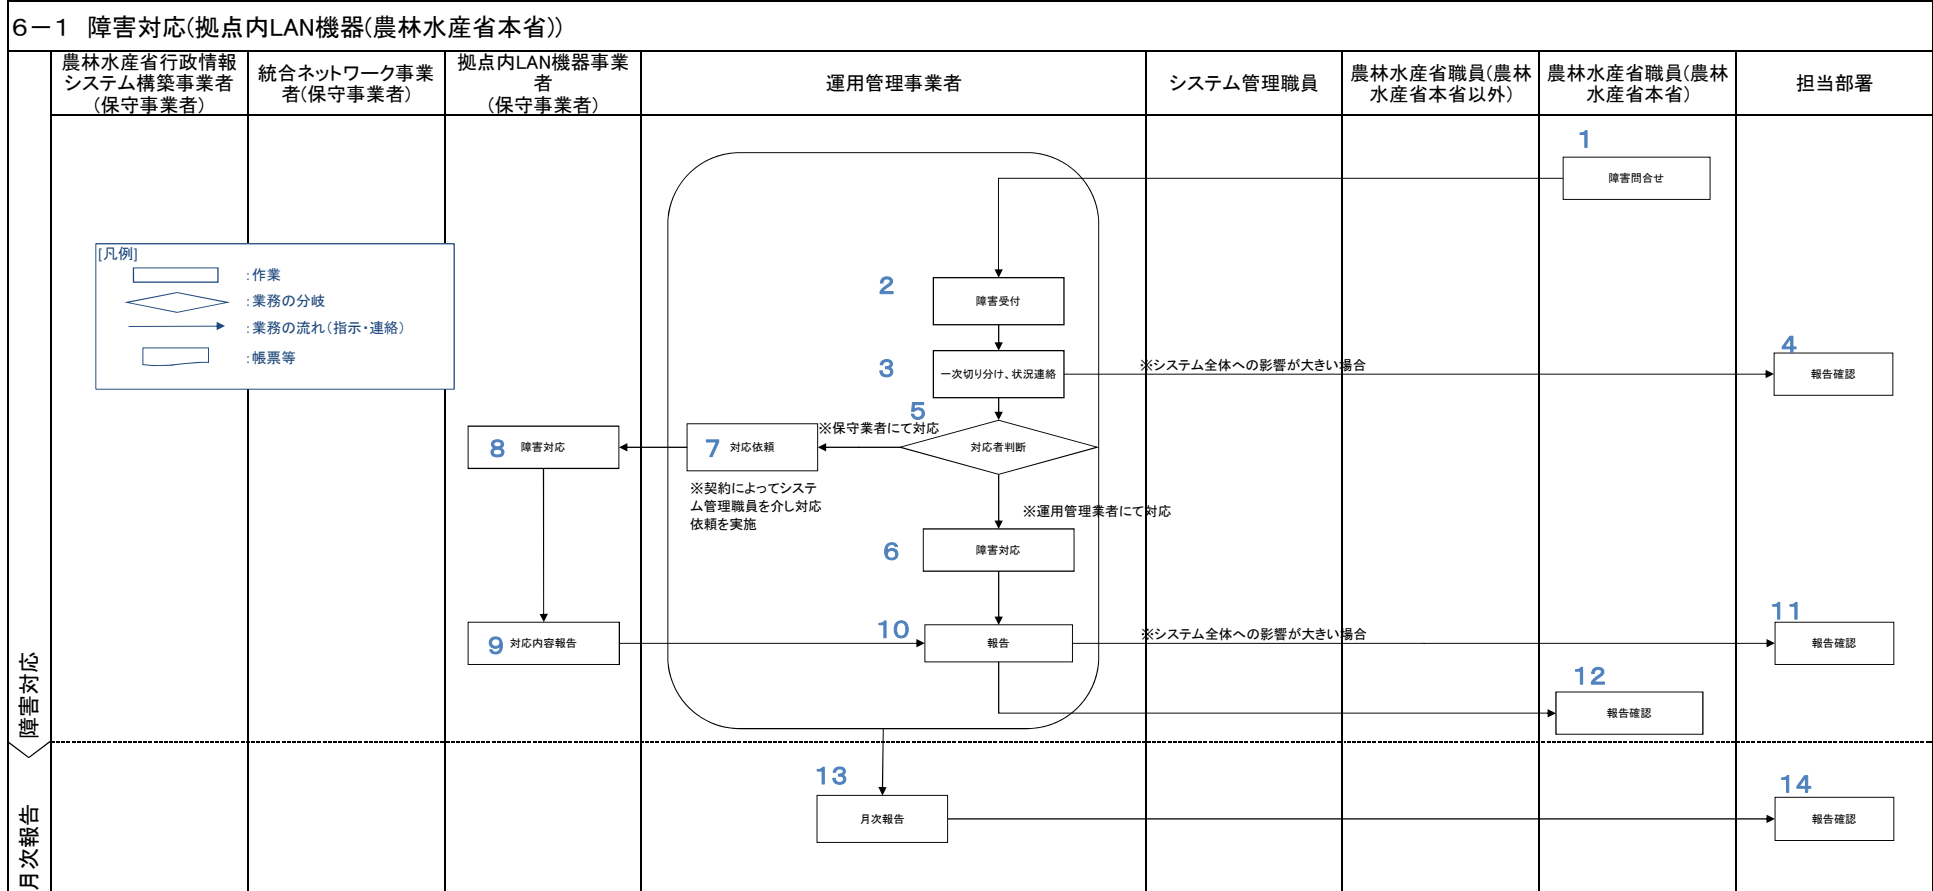 6－1 障害対応(拠点内LAN機器(農林水産省本省))
農林水産省行政情報
システム構築事業者
(保守事業者)
統合ネットワーク事業
者(保守事業者)
拠点内LAN機器事業
者
(保守事業者)
運用管理事業者
システム管理職員
農林水産省職員(農林
水産省本省以外)
農林水産省職員(農林
水産省本省)
担当部署
1
障害問合せ
[凡例]
:作業
:業務の分岐
:業務の流れ(指示・連絡)
:帳票等
2
障害受付
3
一次切り分け、状況連絡
※システム全体への影響が大きい場合
4
報告確認
5
対応者判断
※保守業者にて対応
7
対応依頼
8
障害対応
※契約によってシステ
ム管理職員を介し対応
依頼を実施
※運用管理業者にて対応
6
障害対応
9
対応内容報告
10
報告
※システム全体への影響が大きい場合
11
報告確認
12
報告確認
障害対応
13
月次報告
14
報告確認
月次報告